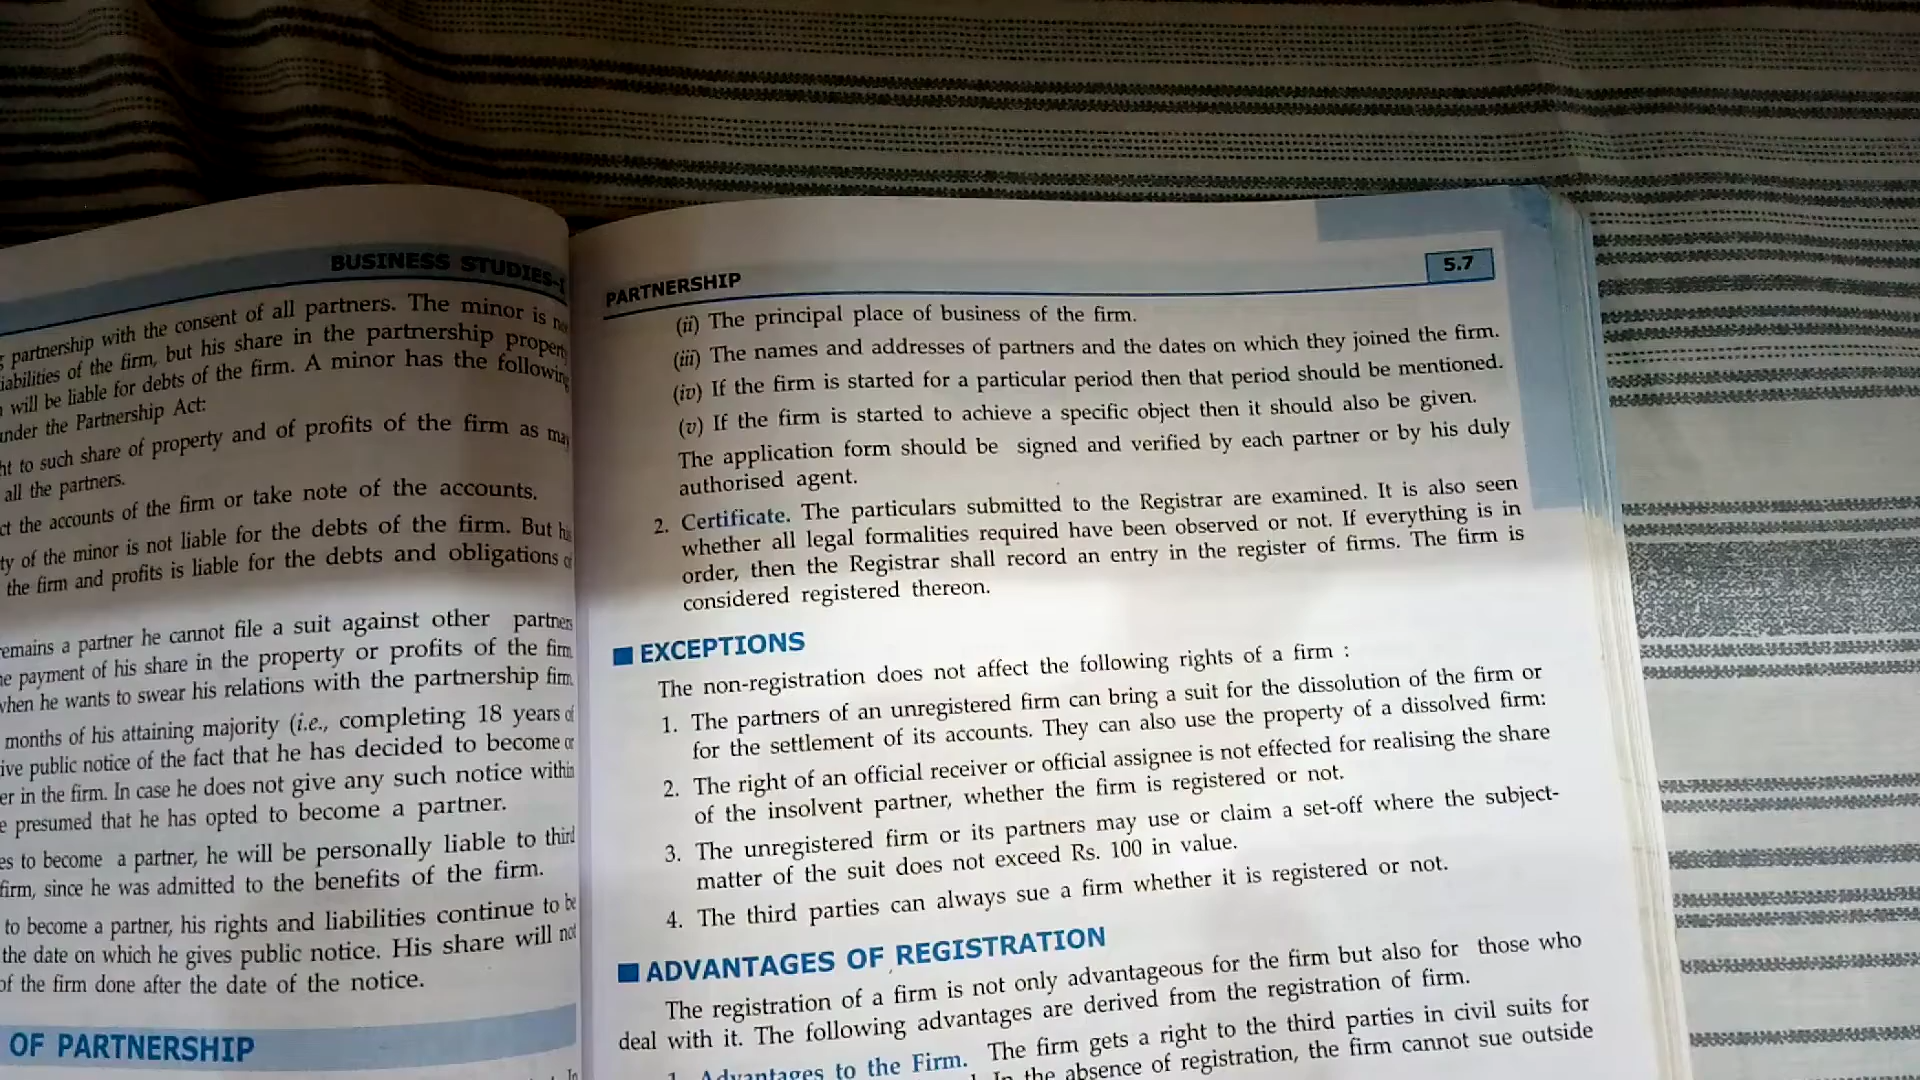 BUSINESS STUDIES-I
partnership with the consent of all partners. The minor is
liabilities of the firm, but his share in the partnership property
will be liable for debts of the firm. A minor has the following
under the Partnership Act:
to such share of property and of profits of the firm as may
all the partners.
the accounts of the firm or take note of the accounts.
of the minor is not liable for the debts of the firm. But his
the firm and profits is liable for the debts and obligations of
remains a partner he cannot file a suit against other partners
payment of his share in the property or profits of the firm
when he wants to swear his relations with the partnership firm.
months of his attaining majority (i.e., completing 18 years of
public notice of the fact that he has decided to become or
in the firm. In case he does not give any such notice within
presumed that he has opted to become a partner.
to become a partner, he will be personally liable to third
firm, since he was admitted to the benefits of the firm.
to become a partner, his rights and liabilities continue to be
the date on which he gives public notice. His share will not
of the firm done after the date of the notice.
OF PARTNERSHIP
PARTNERSHIP
5.7
(ii) The principal place of business of the firm.
(iii) The names and addresses of partners and the dates on which they joined the firm.
(iv) If the firm is started for a particular period then that period should be mentioned.
(v) If the firm is started to achieve a specific object then it should also be given.
The application form should be signed and verified by each partner or by his duly
authorised agent.
2. Certificate. The particulars submitted to the Registrar are examined. It is also seen
whether all legal formalities required have been observed or not. If everything is in
order, then the Registrar shall record an entry in the register of firms. The firm is
considered registered thereon.
EXCEPTIONS
The non-registration does not affect the following rights of a firm :
1. The partners of an unregistered firm can bring a suit for the dissolution of the firm or
for the settlement of its accounts. They can also use the property of a dissolved firm:
2. The right of an official receiver or official assignee is not effected for realising the share
of the insolvent partner, whether the firm is registered or not.
3. The unregistered firm or its partners may use or claim a set-off where the subject-
matter of the suit does not exceed Rs. 100 in value.
4. The third parties can always sue a firm whether it is registered or not.
ADVANTAGES OF REGISTRATION
The registration of a firm is not only advantageous for the firm but also for those who
deal with it. The following advantages are derived from the registration of firm.
1. Advantages to the Firm. The firm gets a right to the third parties in civil suits for
In the absence of registration, the firm cannot sue outside